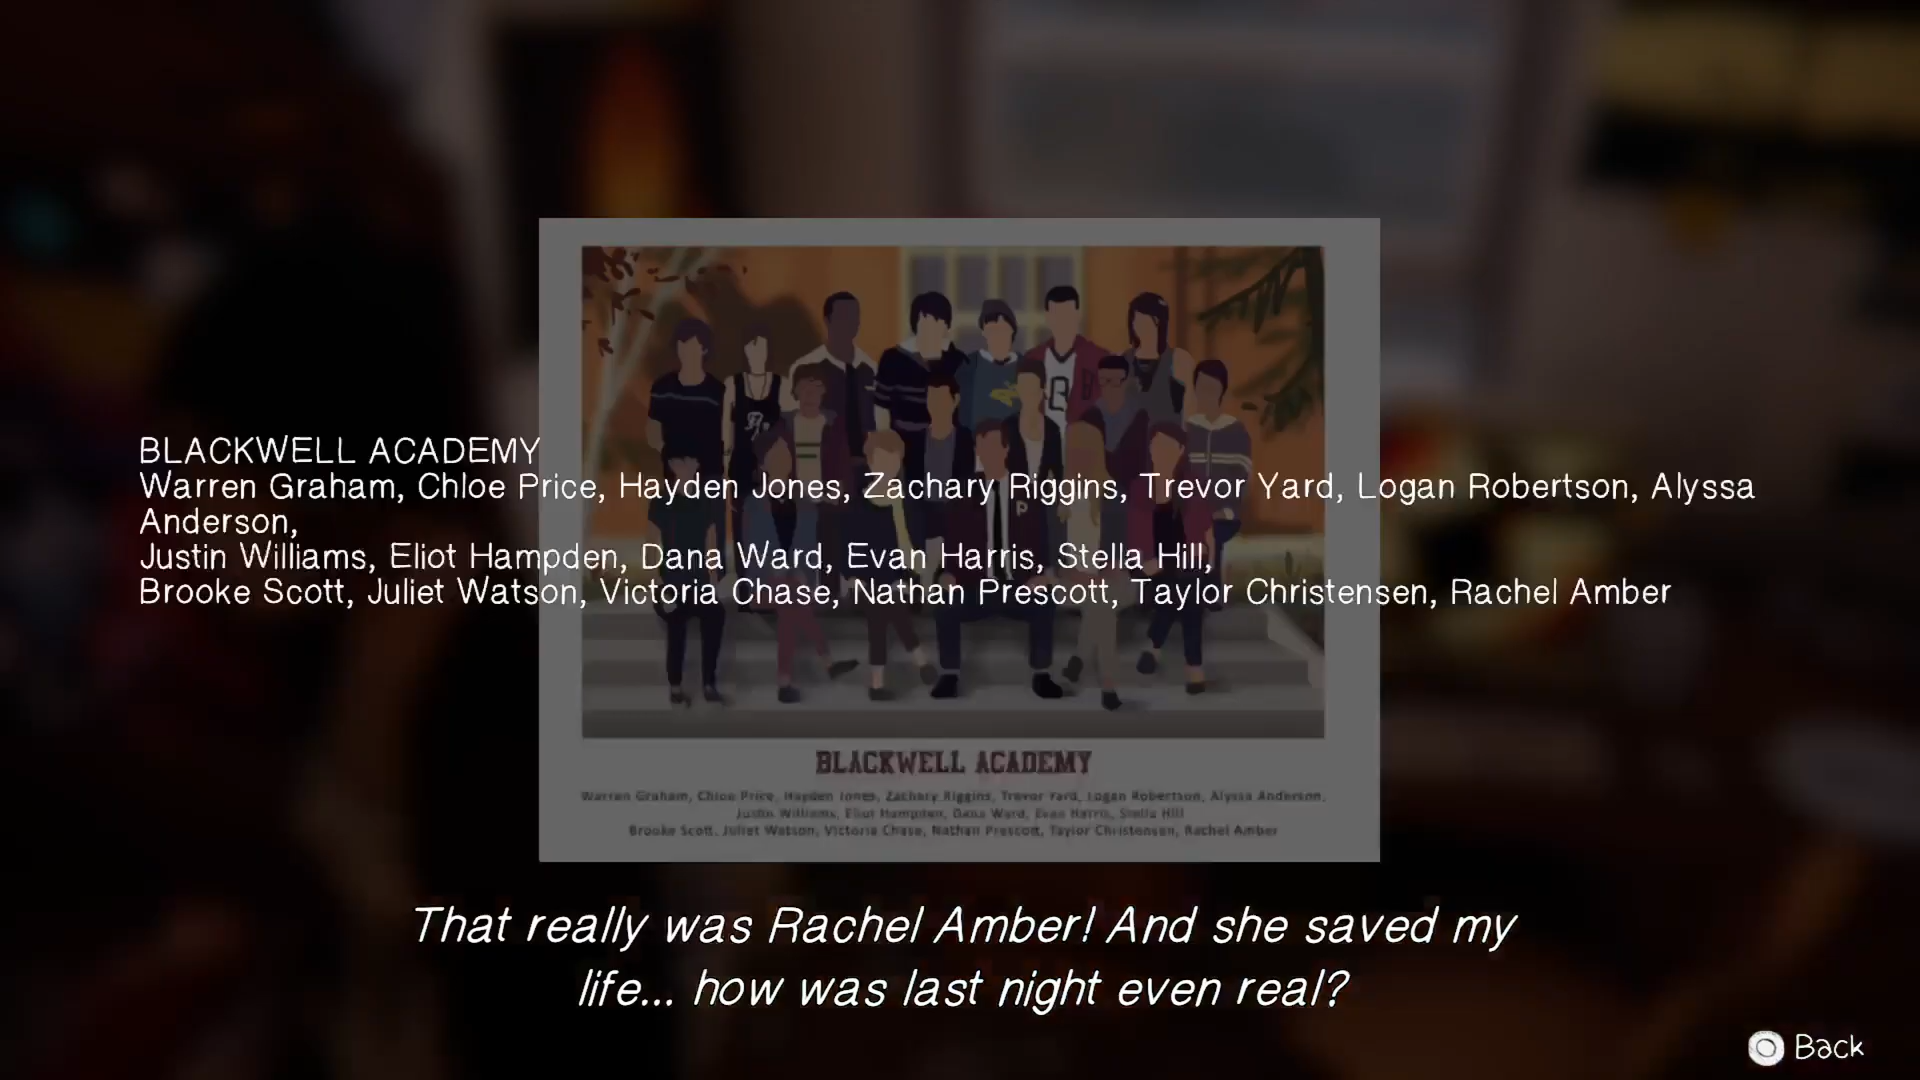 BLACKWELL ACADEMY
Warren Graham, Chloe Price, Hayden Jones, Zachary Riggins, Trevor Yard, Logan Robertson, Alyssa
Anderson,
Justin Williams, Eliot Hampden, Dana Ward, Evan Harris, Stella Hill,
Brooke Scott, Juliet Watson, Victoria Chase, Nathan Prescott, Taylor Christensen, Rachel Amber
B
P
BLACKWELL ACADEMY
Warren Graham, Chloe Price, Hayden Jones, Zachary Riggins, Trevor Yard, Logan Robertson, Alyssa Anderson,
Justin Williams, Eliot Hampden, Dana Ward, Evan Harris, Stella Hill
Brooke Scott, Juliet Watson, Victoria Chase, Nathan Prescott, Taylor Christensen, Rachel Amber
That really was Rachel Amber! And she saved my
life... how was last night even real?
Back